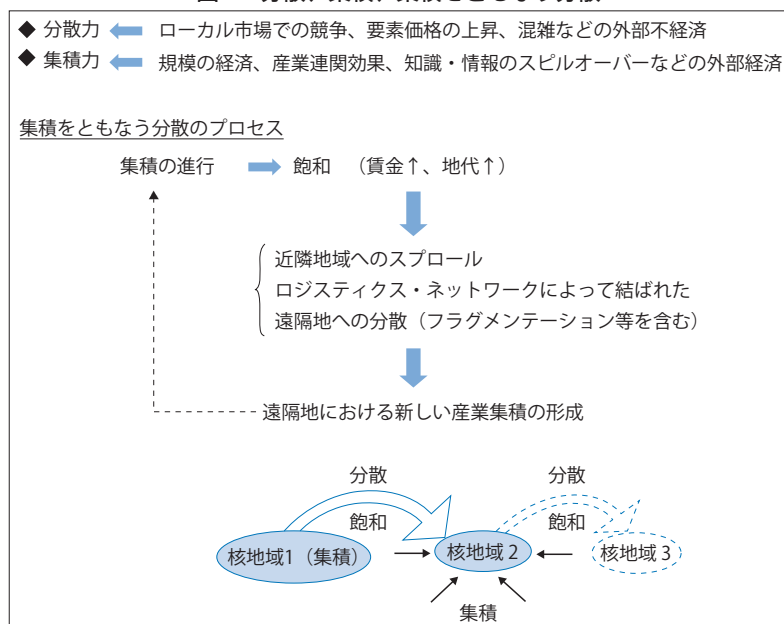 ◆ 分散力 ローカル市場での競争、要素価格の上昇、混雑などの外部不経済
◆ 集積力 規模の経済、産業連関効果、知識・情報のスピルオーバーなどの外部経済
集積をともなう分散のプロセス
集積の進行 飽和 (賃金↑、地代↑)
近隣地域へのスプロール
ロジスティクス・ネットワークによって結ばれた
遠隔地への分散(フラグメンテーション等を含む)
遠隔地における新しい産業集積の形成
分散 分散
飽和 飽和
核地域1(集積) 核地域 2 核地域 3
集積